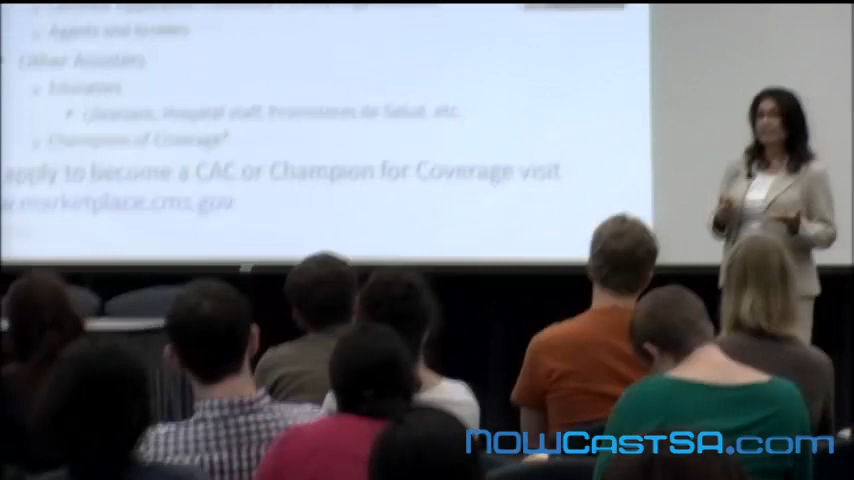 Agents and Brokers
Other Assisters
Educators
Librarians, Hospital staff, Promotores de Salud, etc.
Champions of Coverage*
apply to become a CAC or Champion for Coverage visit
w.marketplace.cms.gov
NOWCASTSA.com